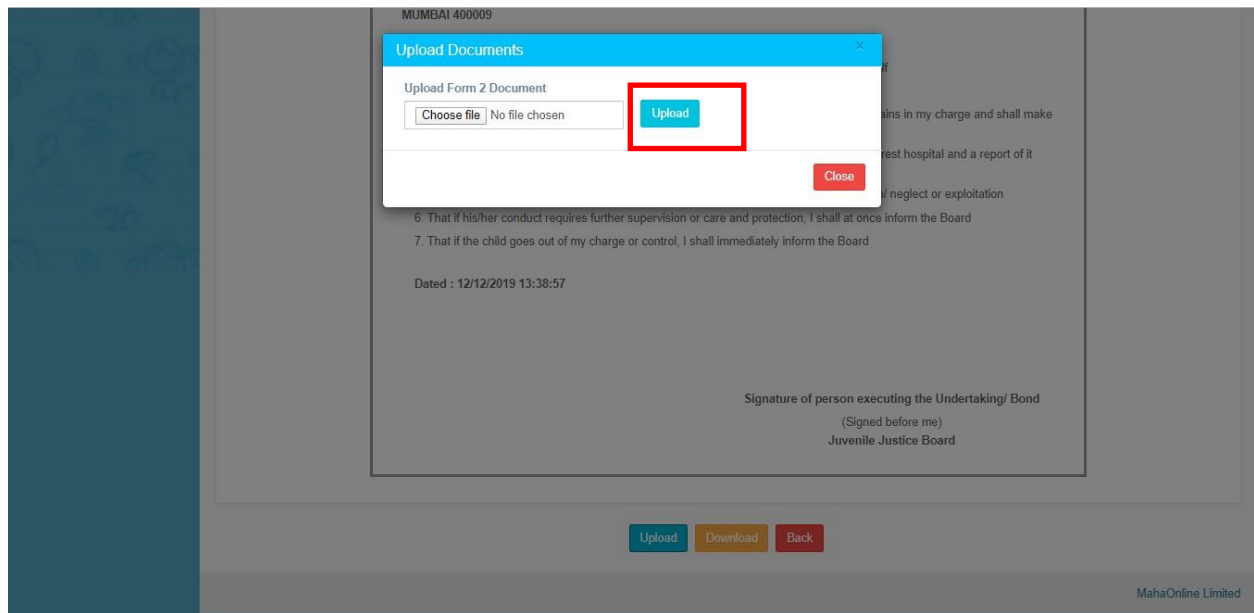 MUMBAI 400009
Upload Documents ×
lf
Upload Form 2 Document
Choose file No file chosen Upload
ains in my charge and shall make
rest hospital and a report of it
Close
/ neglect or exploitation
6. That if his/her conduct requires further supervision or care and protection, I shall at once inform the Board
7. That if the child goes out of my charge or control, I shall immediately inform the Board
Dated : 12/12/2019 13:38:57
Signature of person executing the Undertaking/ Bond
(Signed before me)
Juvenile Justice Board
Upload Download Back
MahaOnline Limited